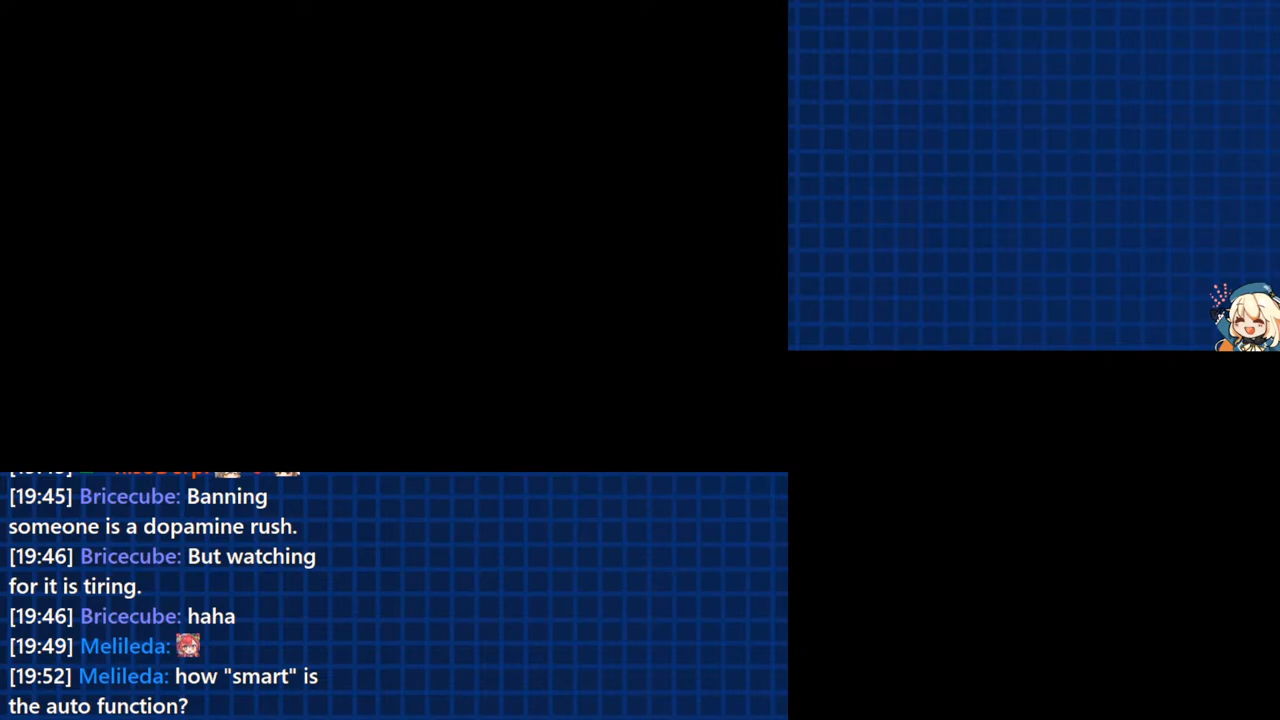 [19:45] Bricecube: Banning
someone is a dopamine rush.
[19:46] Bricecube: But watching
for it is tiring.
[19:46] Bricecube: haha
[19:49] Melileda:
[19:52] Melileda: how "smart" is
the auto function?